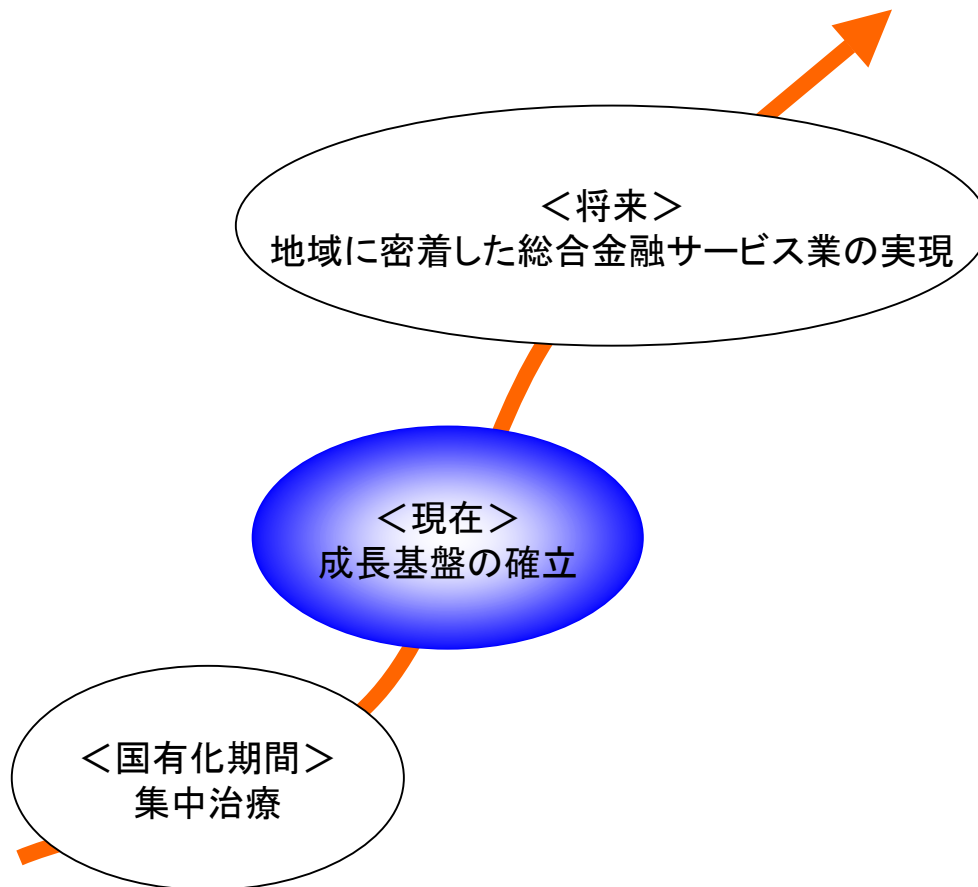 ＜将来＞
地域に密着した総合金融サービス業の実現
＜現在＞
成長基盤の確立
＜国有化期間＞
集中治療